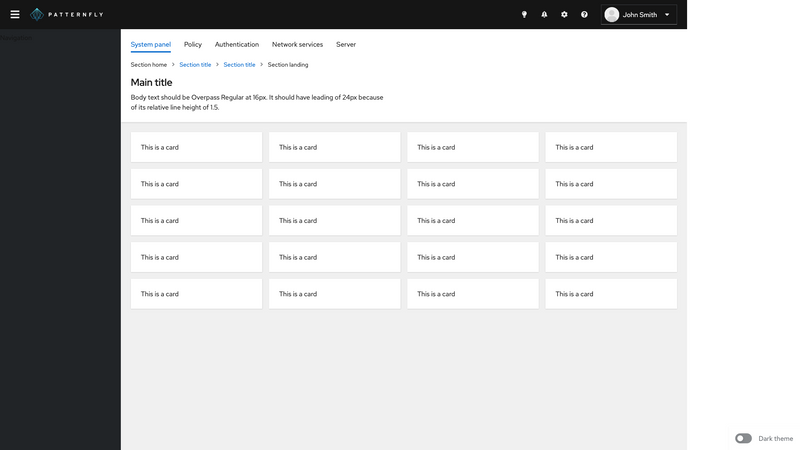 PATTERNFLY
John Smith
Navigation
System panel Policy Authentication Network services Server
Section home Section title Section title Section landing
Main title
Body text should be Overpass Regular at 16px. It should have leading of 24px because
of its relative line height of 1.5.
This is a card This is a card This is a card This is a card
This is a card This is a card This is a card This is a card
This is a card This is a card This is a card This is a card
This is a card This is a card This is a card This is a card
This is a card This is a card This is a card This is a card
Dark theme